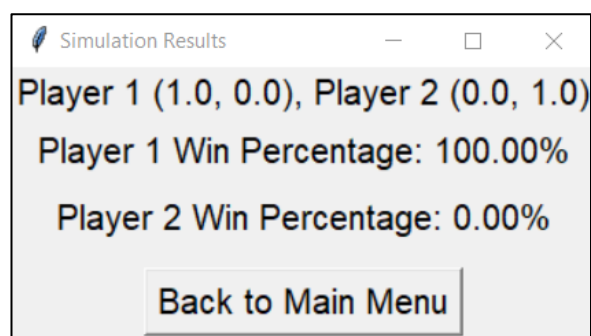 Simulation Results
Player 1 (1.0, 0.0), Player 2 (0.0, 1.0)
Player 1 Win Percentage: 100.00%
Player 2 Win Percentage: 0.00%
Back to Main Menu